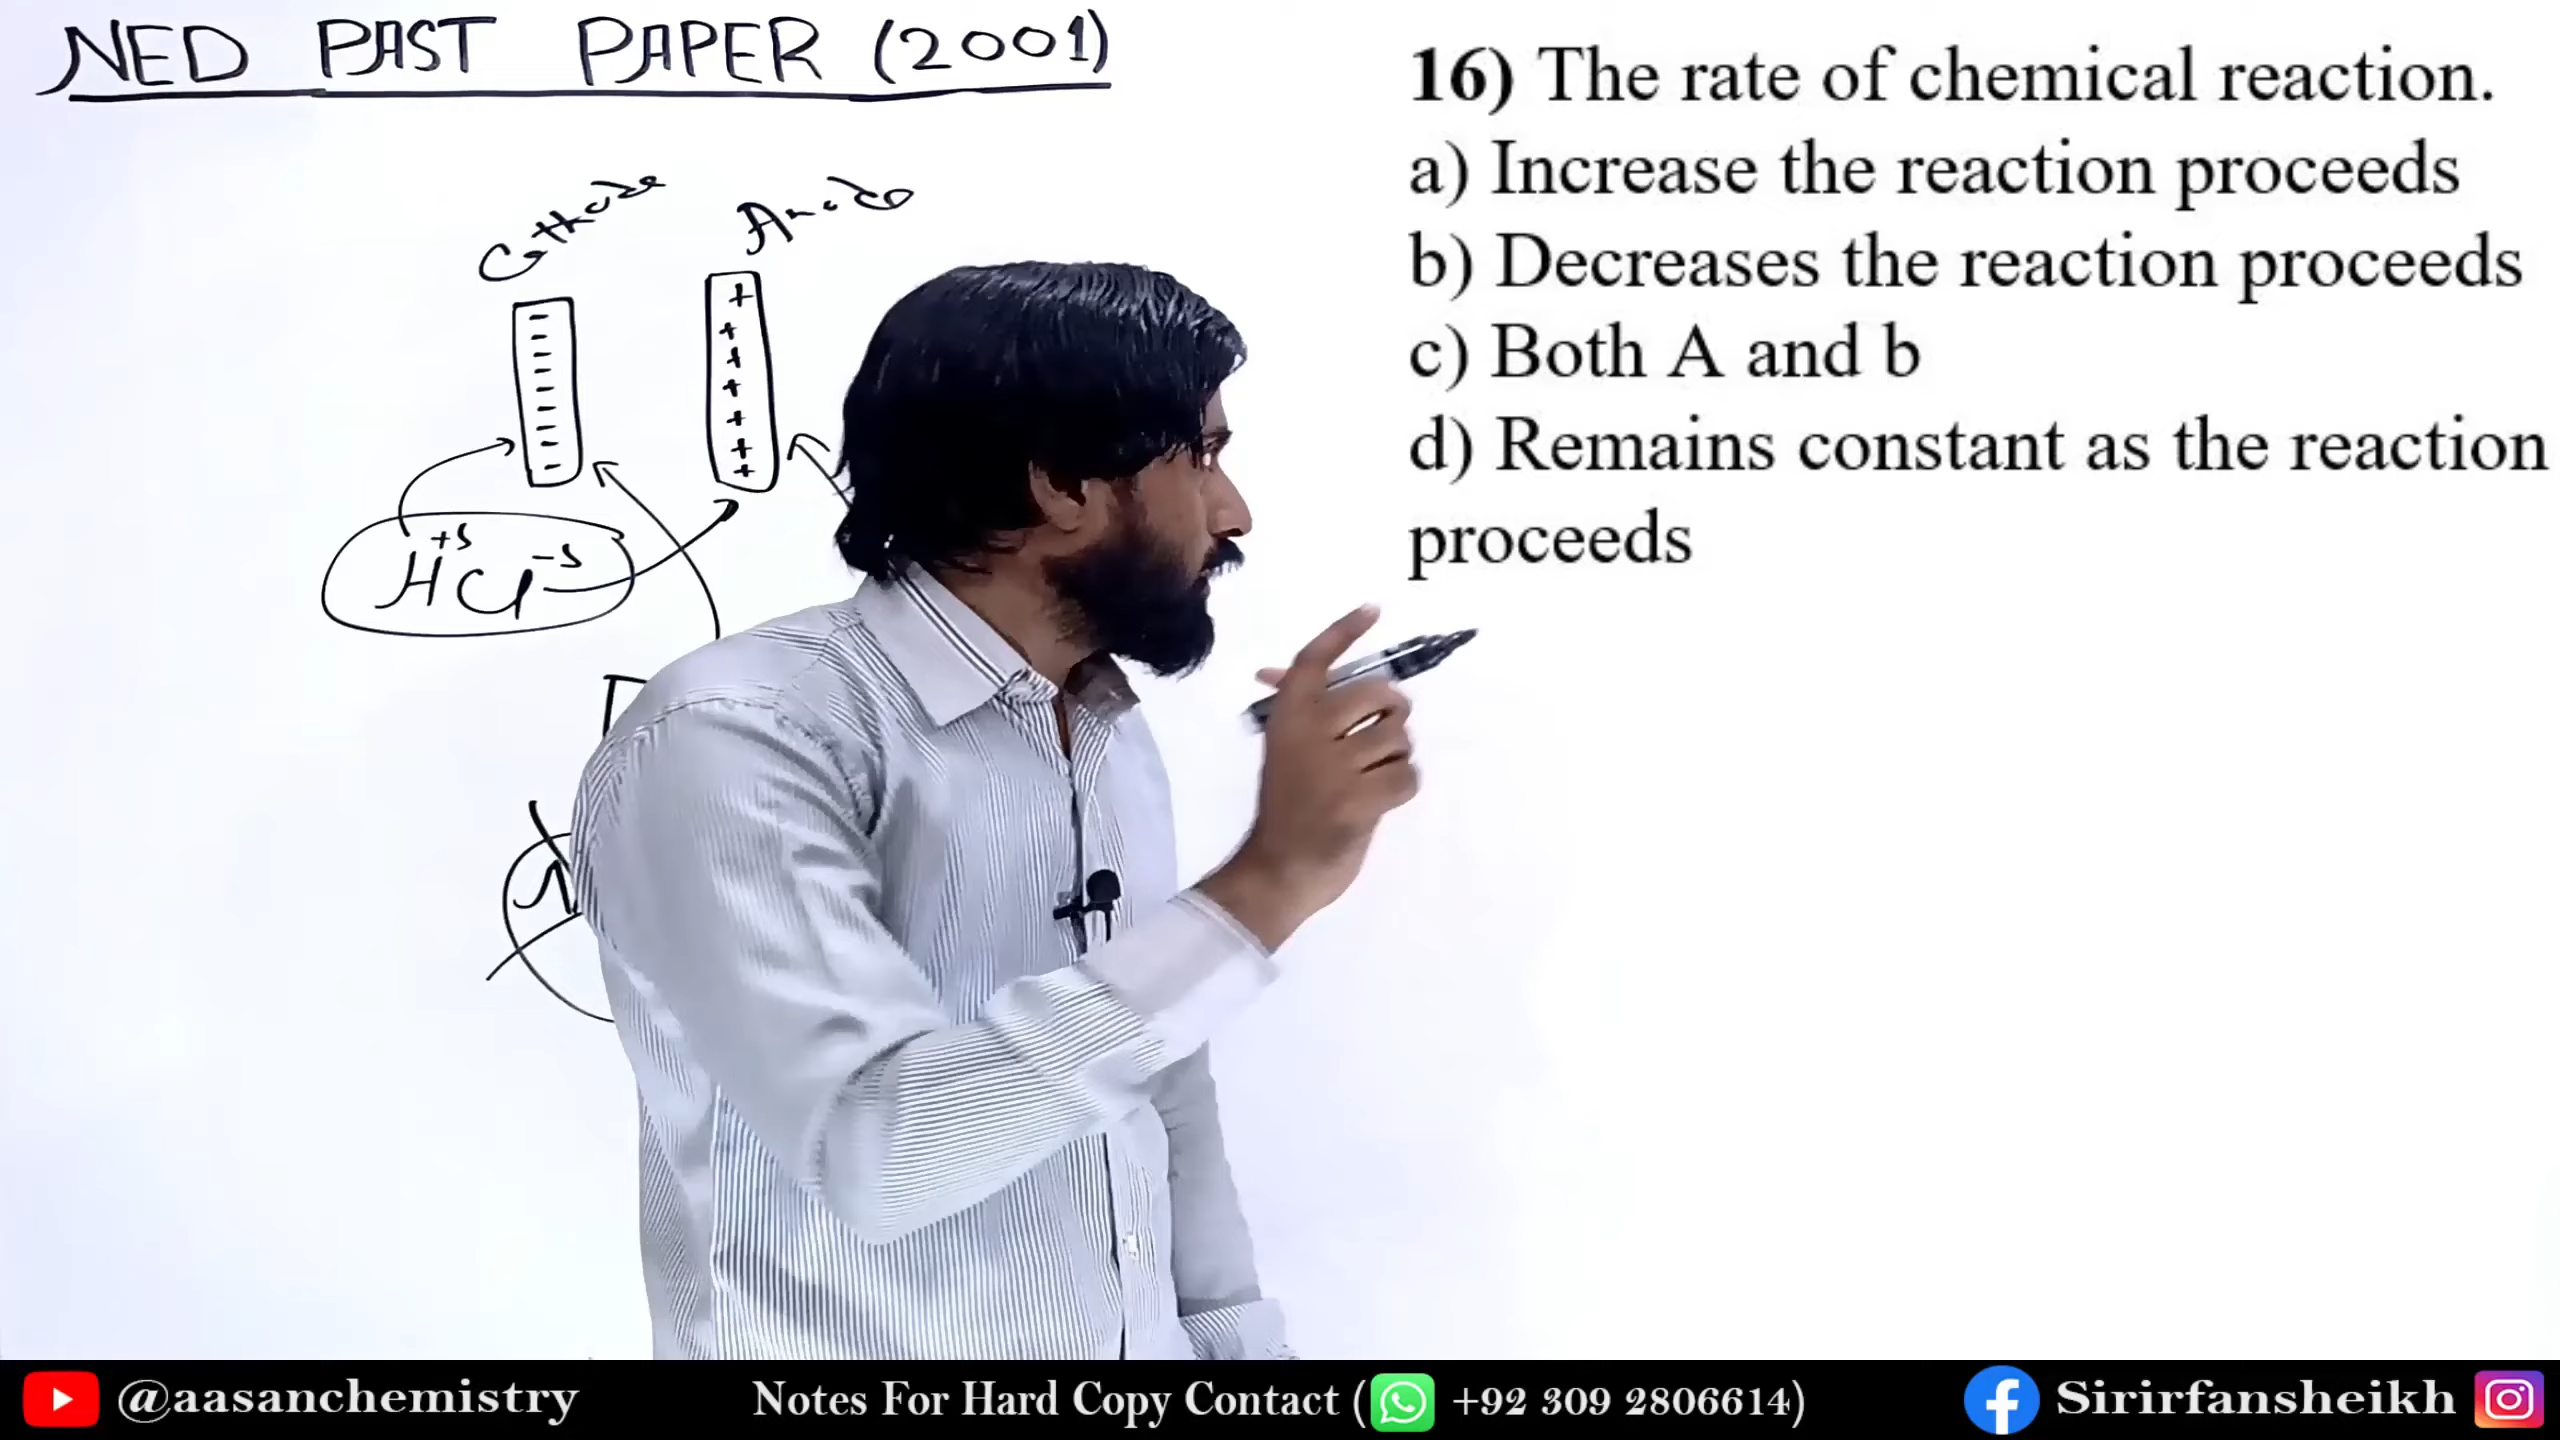 NED PAST PAPER (2001)
Cathode
Anode
H+δ Cl-δ
16) The rate of chemical reaction.
a) Increase the reaction proceeds
b) Decreases the reaction proceeds
c) Both A and b
d) Remains constant as the reaction
proceeds
@aasanchemistry
Notes For Hard Copy Contact ( +92 309 2806614)
Sirirfansheikh